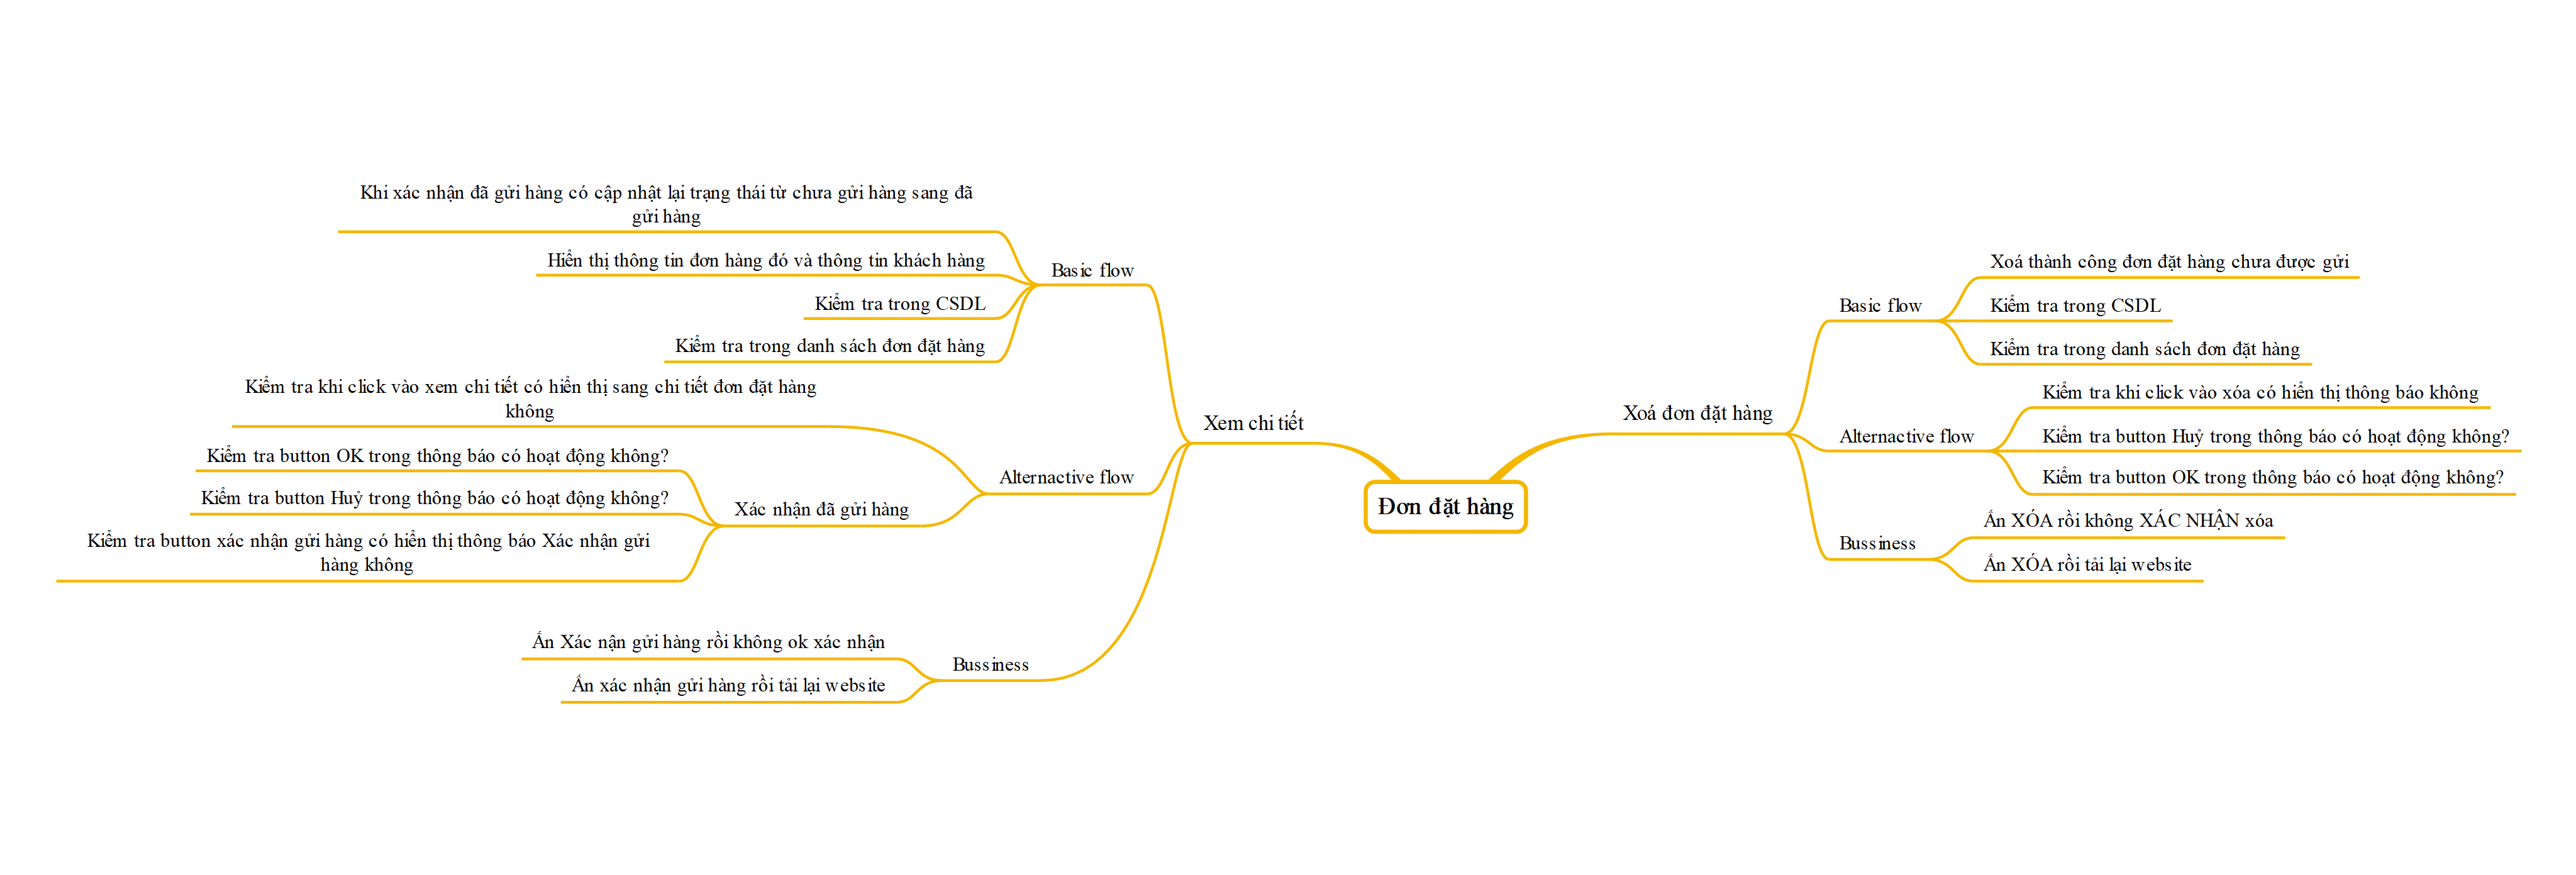 Khi xác nhận đã gửi hàng có cập nhật lại trạng thái từ chưa gửi hàng sang đã
gửi hàng
Hiển thị thông tin đơn hàng đó và thông tin khách hàng
Kiểm tra trong CSDL
Kiểm tra trong danh sách đơn đặt hàng
Basic flow
Kiểm tra khi click vào xem chi tiết có hiển thị sang chi tiết đơn đặt hàng
không
Kiểm tra button OK trong thông báo có hoạt động không?
Kiểm tra button Huỷ trong thông báo có hoạt động không?
Kiểm tra button xác nhận gửi hàng có hiển thị thông báo Xác nhận gửi
hàng không
Xác nhận đã gửi hàng
Alternactive flow
Ấn Xác nận gửi hàng rồi không ok xác nhận
Ấn xác nhận gửi hàng rồi tải lại website
Bussiness
Xem chi tiết
Đơn đặt hàng
Xoá đơn đặt hàng
Basic flow
Xoá thành công đơn đặt hàng chưa được gửi
Kiểm tra trong CSDL
Kiểm tra trong danh sách đơn đặt hàng
Alternactive flow
Kiểm tra khi click vào xóa có hiển thị thông báo không
Kiểm tra button Huỷ trong thông báo có hoạt động không?
Kiểm tra button OK trong thông báo có hoạt động không?
Bussiness
Ấn XÓA rồi không XÁC NHẬN xóa
Ấn XÓA rồi tải lại website